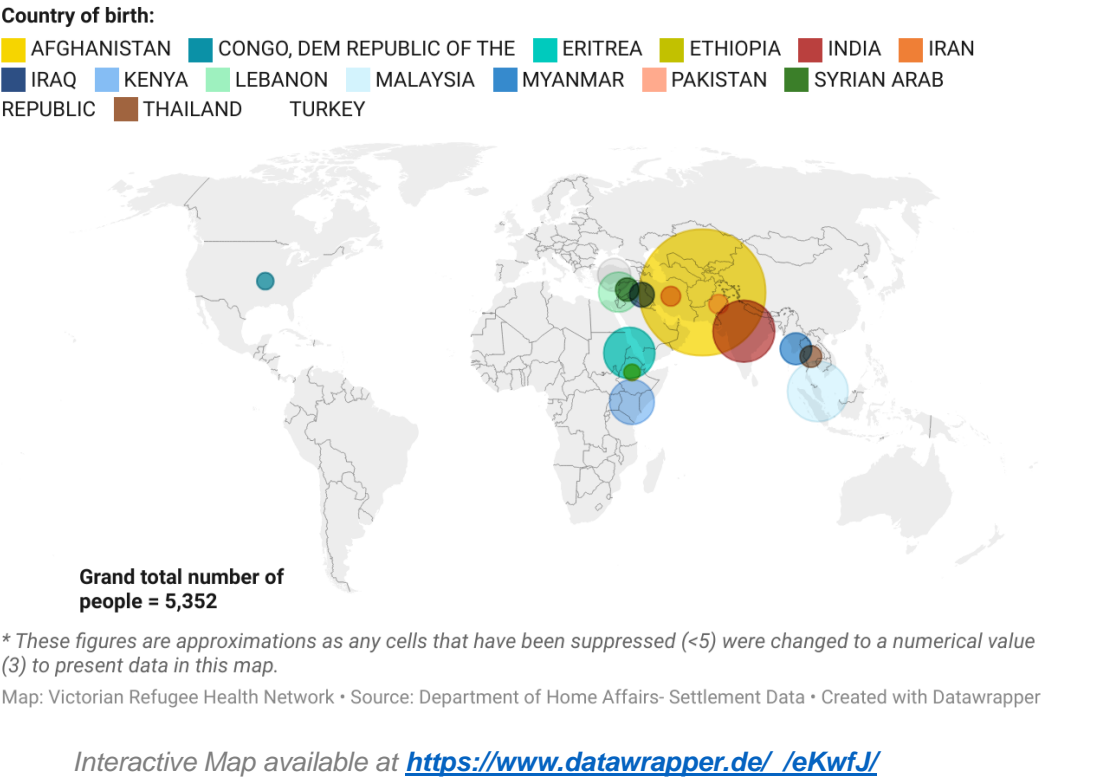 Country of birth:
AFGHANISTAN CONGO, DEM REPUBLIC OF THE ERITREA ETHIOPIA INDIA IRAN
IRAQ KENYA LEBANON MALAYSIA MYANMAR PAKISTAN SYRIAN ARAB
REPUBLIC THAILAND TURKEY
Grand total number of
people = 5,352
* These figures are approximations as any cells that have been suppressed (<5) were changed to a numerical value
(3) to present data in this map.
Map: Victorian Refugee Health Network • Source: Department of Home Affairs- Settlement Data • Created with Datawrapper
Interactive Map available at https://www.datawrapper.de/_/eKwfJ/